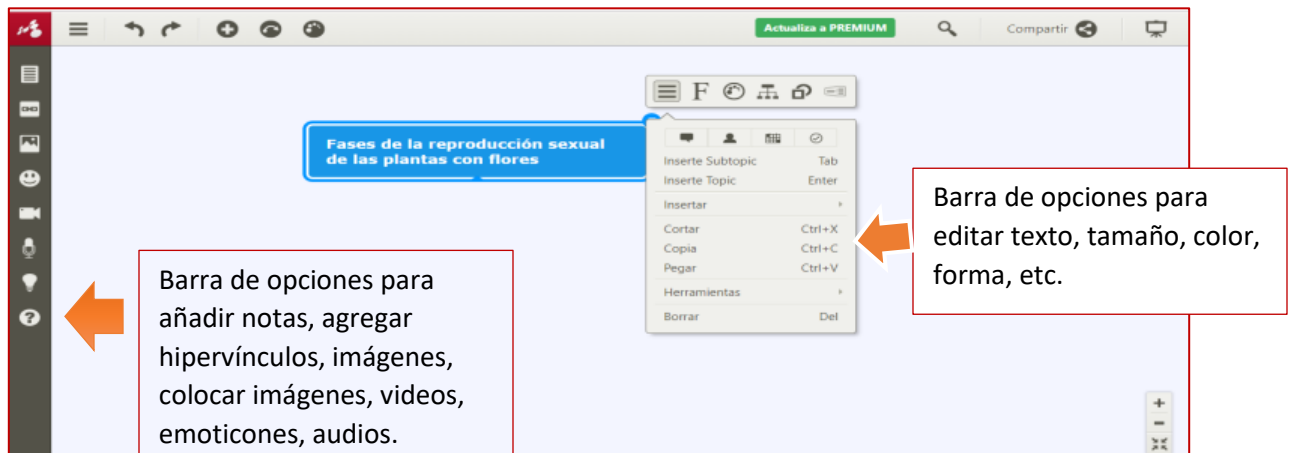 Actualiza a PREMIUM
Compartir
F
Fases de la reproducción sexual
de las plantas con flores
Inserte Subtopic Tab
Inserte Topic Enter
Insertar
Cortar Ctrl+X
Copia Ctrl+C
Pegar Ctrl+V
Herramientas
Borrar Del
Barra de opciones para
editar texto, tamaño, color,
forma, etc.
Barra de opciones para
añadir notas, agregar
hipervínculos, imágenes,
colocar imágenes, videos,
emoticones, audios.